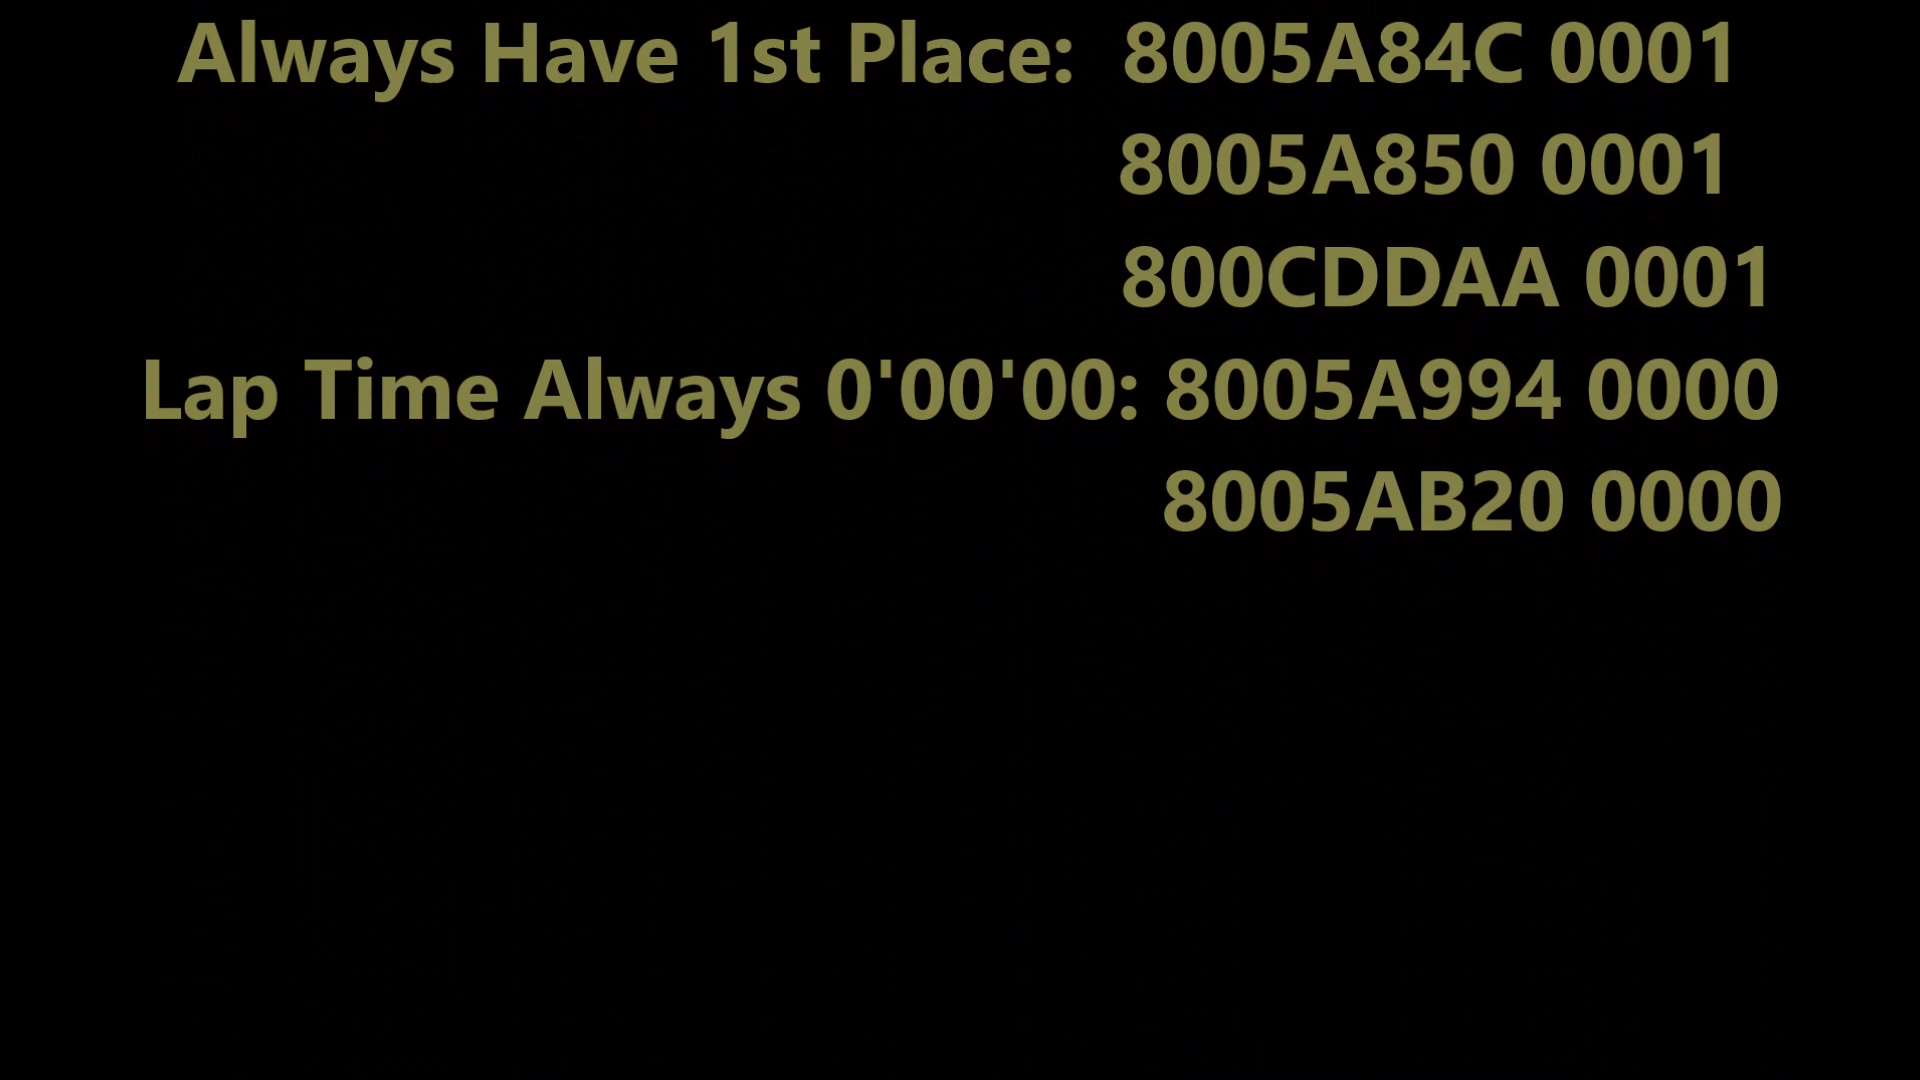 Always Have 1st Place: 8005A84C 0001
8005A850 0001
800CDDAA 0001
Lap Time Always 0'00'00: 8005A994 0000
8005AB20 0000